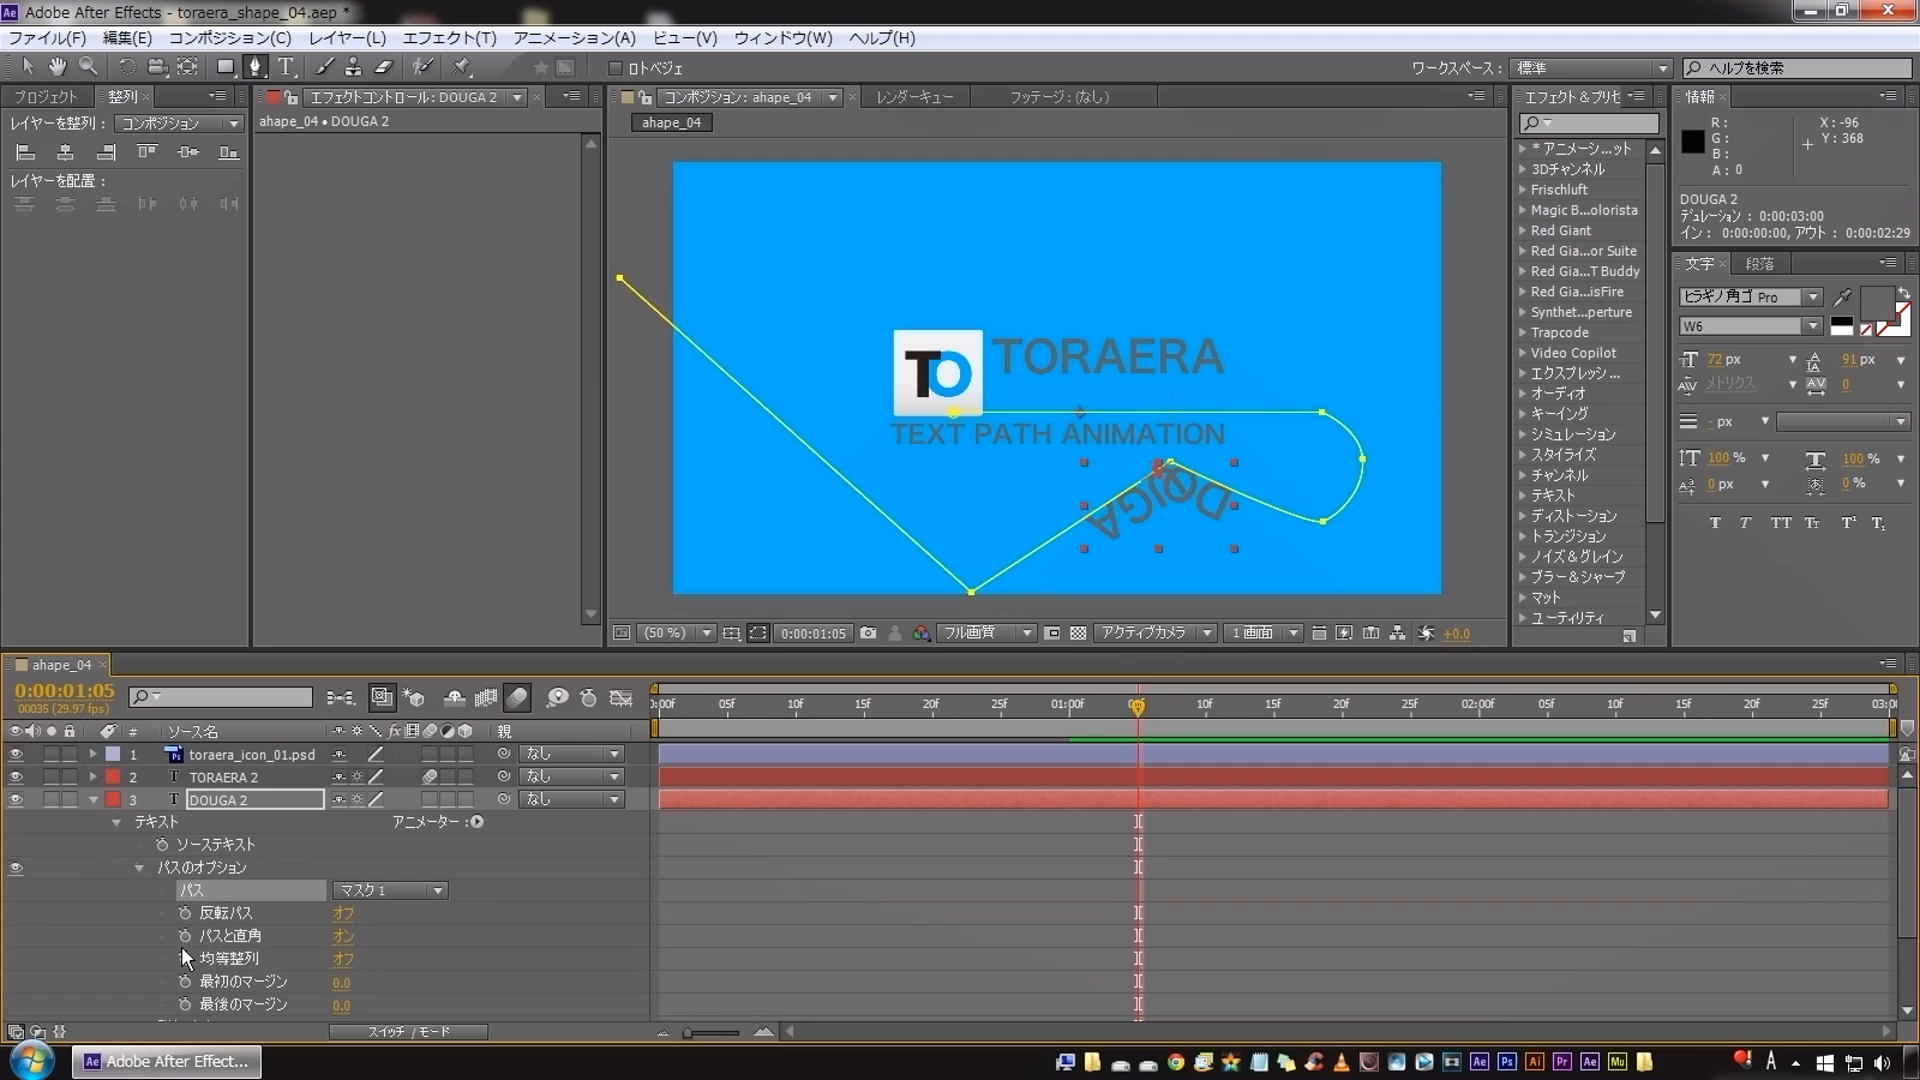 Adobe After Effects - toraera_shape_04.aep *
ファイル(F) 編集(E) コンポジション(C) レイヤー(L) エフェクト(T) アニメーション(A) ビュー(V) ウィンドウ(W) ヘルプ(H)
ロトベジェ
ワークスペース: 標準
ヘルプを検索
プロジェクト 整列
エフェクトコントロール: DOUGA 2
コンポジション: ahape_04
レンダーキュー
フッテージ: (なし)
エフェクト&プリセ
情報
レイヤーを整列: コンポジション
レイヤーを配置:
ahape_04 • DOUGA 2
ahape_04
TO
TORAERA
TEXT PATH ANIMATION
DOUGA
* アニメーシ...ット
3Dチャンネル
Frischluft
Magic B...olorista
Red Giant
Red Gia...or Suite
Red Gia...T Buddy
Red Gia...isFire
Synthet...perture
Trapcode
Video Copilot
エクスプレッシ...
オーディオ
キーイング
シミュレーション
スタイライズ
チャンネル
テキスト
ディストーション
トランジション
ノイズ&グレイン
ブラー&シャープ
マット
ユーティリティ
R:
G:
B:
A: 0
X: -96
Y: 368
DOUGA 2
デュレーション: 0:00:03:00
イン: 0:00:00:00, アウト: 0:00:02:29
文字 段落
ヒラギノ角ゴ Pro
W6
72 px 91 px
メトリクス 0
- px
100 % 100 %
0 px 0 %
T T TT Tт T¹ T₁
(50 %) 0:00:01:05 フル画質 アクティブカメラ 1 画面 +0.0
ahape_04
0:00:01:05
00035 (29.97 fps)
0:00f 05f 10f 15f 20f 25f 01:00f 05f 10f 15f 20f 25f 02:00f 05f 10f 15f 20f 25f 03:00
# ソース名 fx 親
1 toraera_icon_01.psd なし
2 T TORAERA 2 なし
3 T DOUGA 2 なし
テキスト アニメーター:
ソーステキスト
パスのオプション
パス マスク 1
反転パス オフ
パスと直角 オン
均等整列 オフ
最初のマージン 0.0
最後のマージン 0.0
スイッチ / モード
Ae Adobe After Effect...
Ae Ps Ai Pr Ae Mu
A